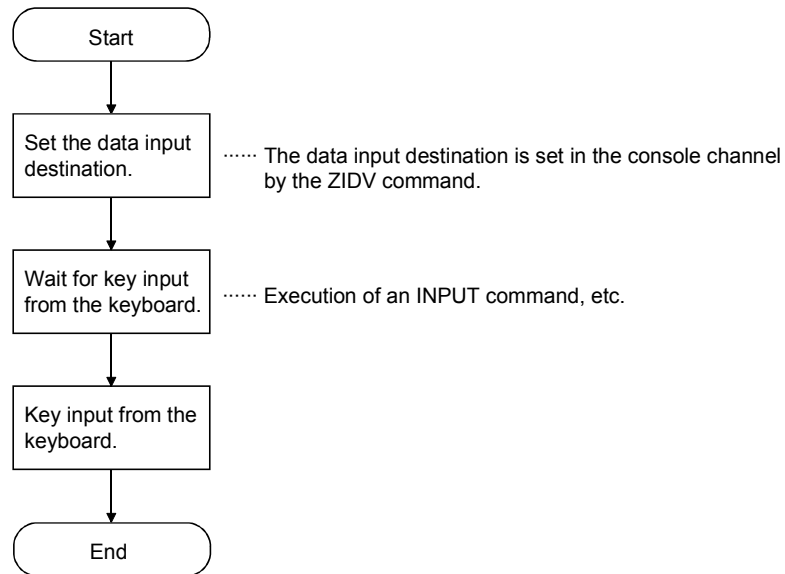 Start
Set the data input
destination.
······ The data input destination is set in the console channel
by the ZIDV command.
Wait for key input
from the keyboard.
······ Execution of an INPUT command, etc.
Key input from the
keyboard.
End